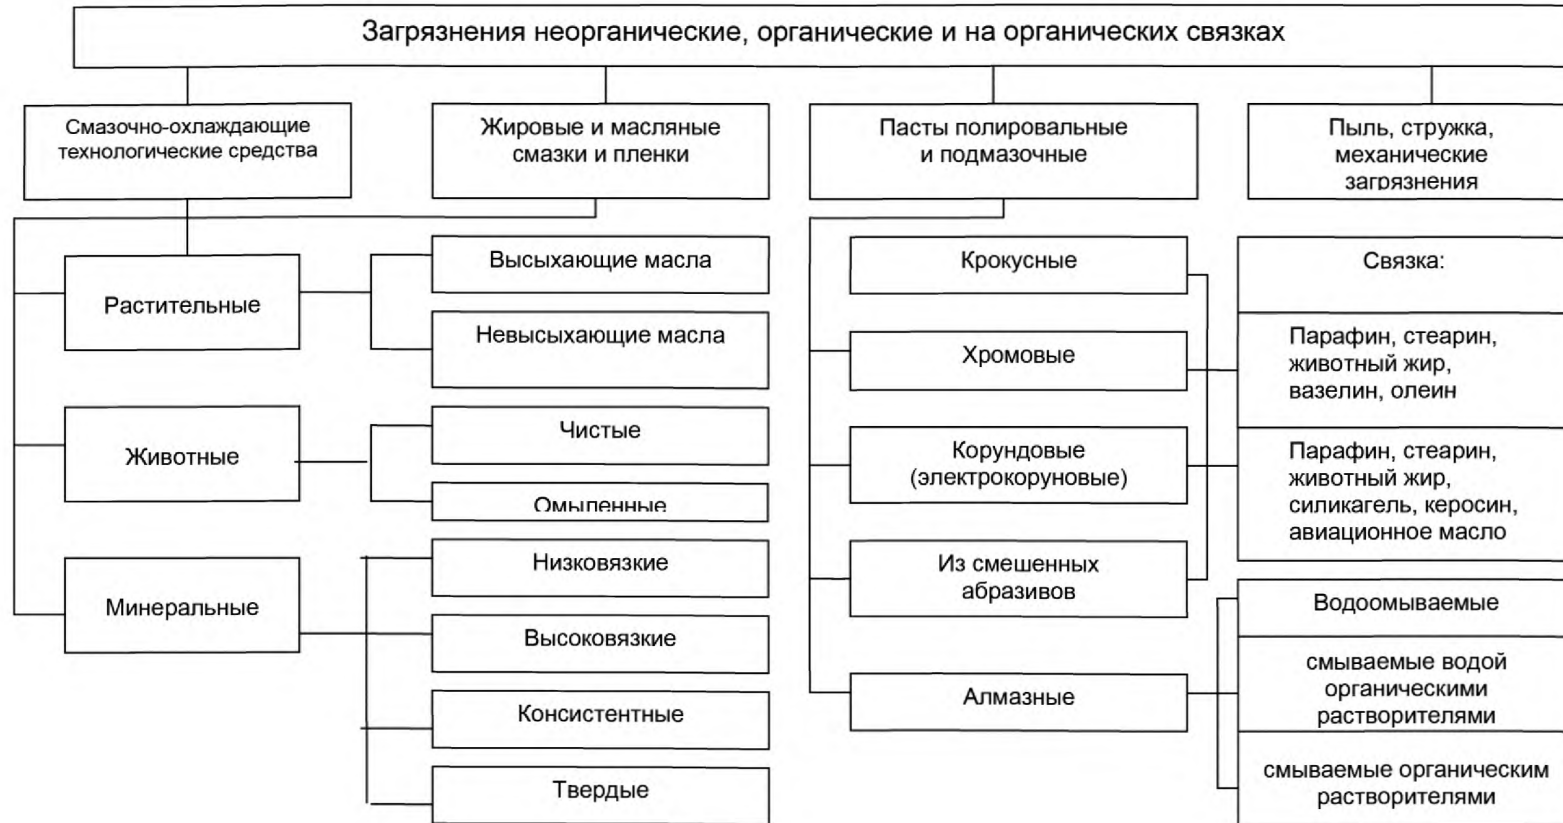 Загрязнения неорганические, органические и на органических связках
Смазочно-охлаждающие
технологические средства
Жировые и масляные
смазки и пленки
Пасты полировальные
и подмазочные
Пыль, стружка,
механические
загрязнения
Растительные
Высыхающие масла
Невысыхающие масла
Животные
Чистые
Омыленные
Минеральные
Низковязкие
Высоковязкие
Консистентные
Твердые
Крокусные
Хромовые
Корундовые
(электрокоруновые)
Из смешенных
абразивов
Алмазные
Связка:
Парафин, стеарин,
животный жир,
вазелин, олеин
Парафин, стеарин,
животный жир,
силикагель, керосин,
авиационное масло
Водоомываемые
смываемые водой
органическими
растворителями
смываемые органическим
растворителями